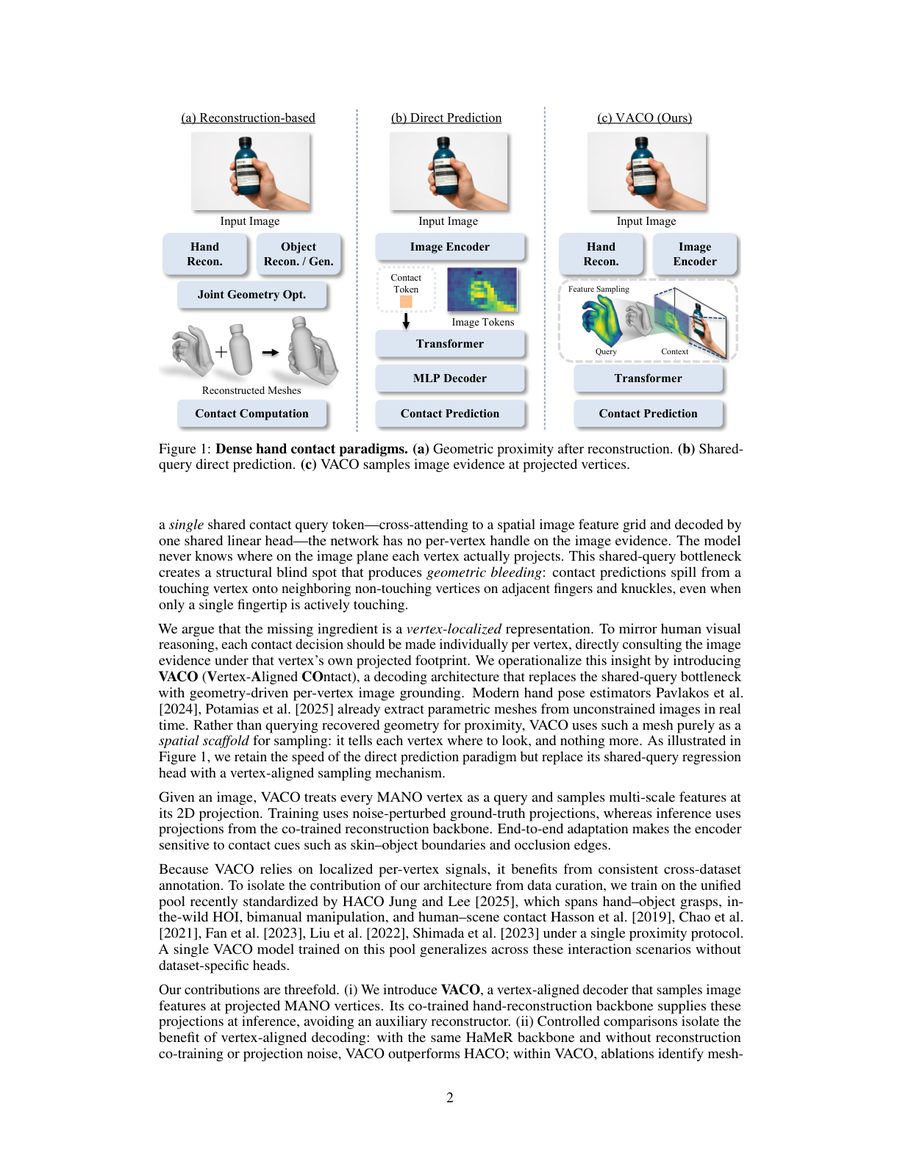 (a) Reconstruction-based
Input Image
Hand
Recon.
Object
Recon. / Gen.
Joint Geometry Opt.
Reconstructed Meshes
Contact Computation
(b) Direct Prediction
Input Image
Image Encoder
Contact
Token
Image Tokens
Transformer
MLP Decoder
Contact Prediction
(c) VACO (Ours)
Input Image
Hand
Recon.
Image
Encoder
Feature Sampling
Query
Context
Transformer
Contact Prediction
Figure 1: Dense hand contact paradigms. (a) Geometric proximity after reconstruction. (b) Shared-
query direct prediction. (c) VACO samples image evidence at projected vertices.
a single shared contact query token—cross-attending to a spatial image feature grid and decoded by
one shared linear head—the network has no per-vertex handle on the image evidence. The model
never knows where on the image plane each vertex actually projects. This shared-query bottleneck
creates a structural blind spot that produces geometric bleeding: contact predictions spill from a
touching vertex onto neighboring non-touching vertices on adjacent fingers and knuckles, even when
only a single fingertip is actively touching.
We argue that the missing ingredient is a vertex-localized representation. To mirror human visual
reasoning, each contact decision should be made individually per vertex, directly consulting the image
evidence under that vertex's own projected footprint. We operationalize this insight by introducing
VACO (Vertex-Aligned COntact), a decoding architecture that replaces the shared-query bottleneck
with geometry-driven per-vertex image grounding. Modern hand pose estimators Pavlakos et al.
[2024], Potamias et al. [2025] already extract parametric meshes from unconstrained images in real
time. Rather than querying recovered geometry for proximity, VACO uses such a mesh purely as a
spatial scaffold for sampling: it tells each vertex where to look, and nothing more. As illustrated in
Figure 1, we retain the speed of the direct prediction paradigm but replace its shared-query regression
head with a vertex-aligned sampling mechanism.
Given an image, VACO treats every MANO vertex as a query and samples multi-scale features at
its 2D projection. Training uses noise-perturbed ground-truth projections, whereas inference uses
projections from the co-trained reconstruction backbone. End-to-end adaptation makes the encoder
sensitive to contact cues such as skin–object boundaries and occlusion edges.
Because VACO relies on localized per-vertex signals, it benefits from consistent cross-dataset
annotation. To isolate the contribution of our architecture from data curation, we train on the unified
pool recently standardized by HACO Jung and Lee [2025], which spans hand–object grasps, in-
the-wild HOI, bimanual manipulation, and human–scene contact Hasson et al. [2019], Chao et al.
[2021], Fan et al. [2023], Liu et al. [2022], Shimada et al. [2023] under a single proximity protocol.
A single VACO model trained on this pool generalizes across these interaction scenarios without
dataset-specific heads.
Our contributions are threefold. (i) We introduce VACO, a vertex-aligned decoder that samples image
features at projected MANO vertices. Its co-trained hand-reconstruction backbone supplies these
projections at inference, avoiding an auxiliary reconstructor. (ii) Controlled comparisons isolate the
benefit of vertex-aligned decoding: with the same HaMeR backbone and without reconstruction
co-training or projection noise, VACO outperforms HACO; within VACO, ablations identify mesh-
2